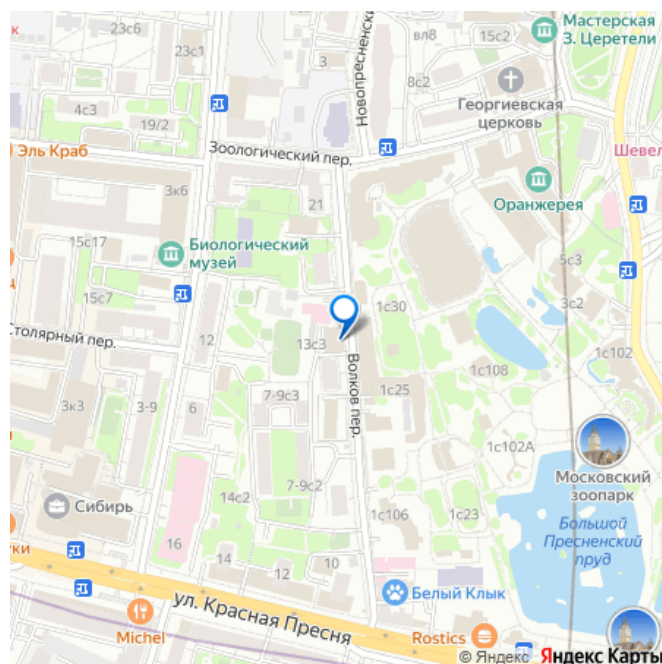 23с6
вл8
15с2
Мастерская
З. Церетели
23с1
3
8с2
Новопресненский
Георгиевская
церковь
4с3
19/2
Зоологический пер.
Шевел
Эль Краб
3к6
21
Оранжерея
15с17
Биологический
музей
5с3
15с7
1с30
3с2
Столярный пер.
12
13с3
1с102
Волков пер.
1с108
3к3
3-9
6
7-9с3
1с25
1с102А
Московский
зоопарк
Сибирь
14с2
7-9с2
1с106
1с23
Большой
Пресненский
пруд
16
14
12
10
Белый Клык
ул. Красная Пресня
Michel
Rostics
© Яндекс Яндекс Карты